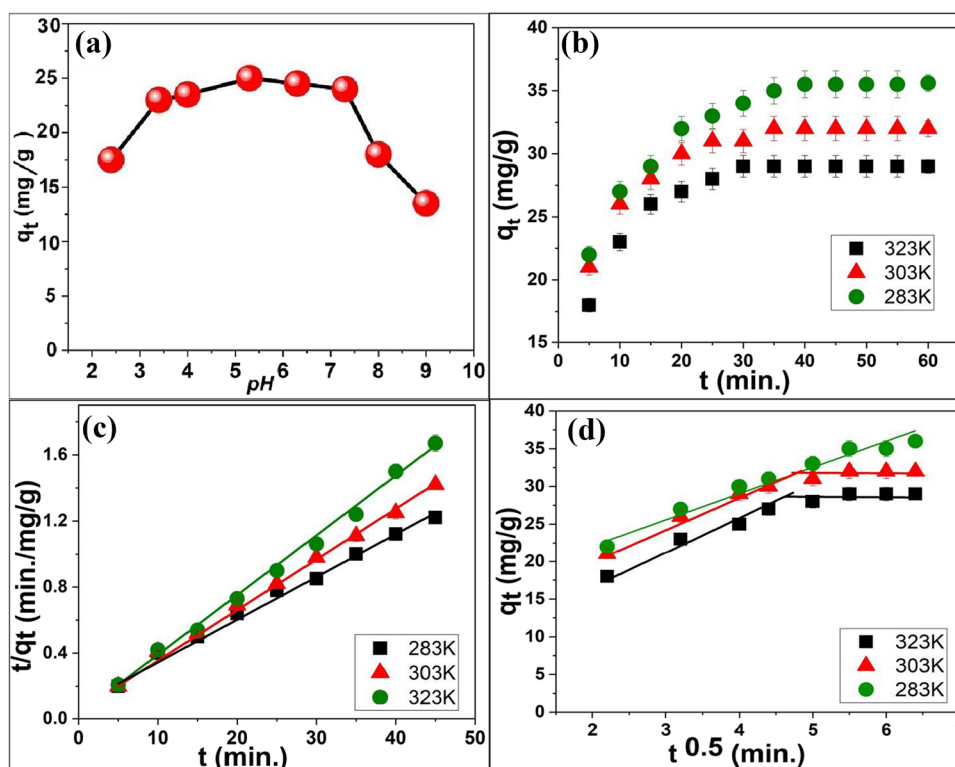 (a)
30
25
20
15
10
5
0
qt (mg/g)
2 3 4 5 6 7 8 9 10
pH
(b)
40
35
30
25
20
15
qt (mg/g)
323K
303K
283K
0 10 20 30 40 50 60
t (min.)
(c)
1.6
1.2
0.8
0.4
0.0
t/qt (min./mg/g)
283K
303K
323K
0 10 20 30 40 50
t (min.)
(d)
40
35
30
25
20
15
10
5
0
qt (mg/g)
323K
303K
283K
2 3 4 5 6
t 0.5 (min.)